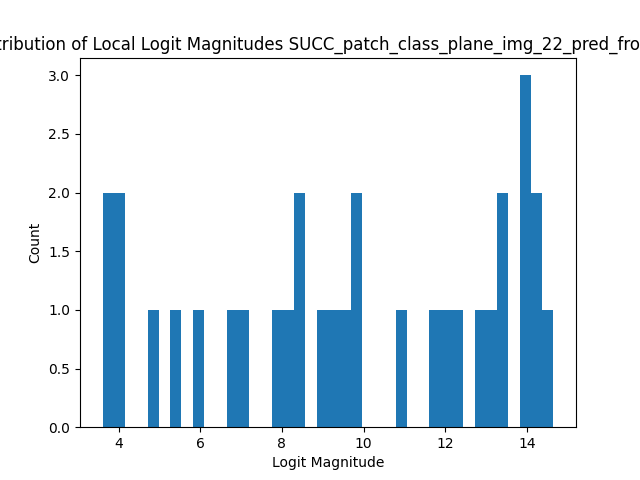 tribution of Local Logit Magnitudes SUCC_patch_class_plane_img_22_pred_fro
3.0
2.5
2.0
1.5
1.0
0.5
0.0
Count
4 6 8 10 12 14
Logit Magnitude